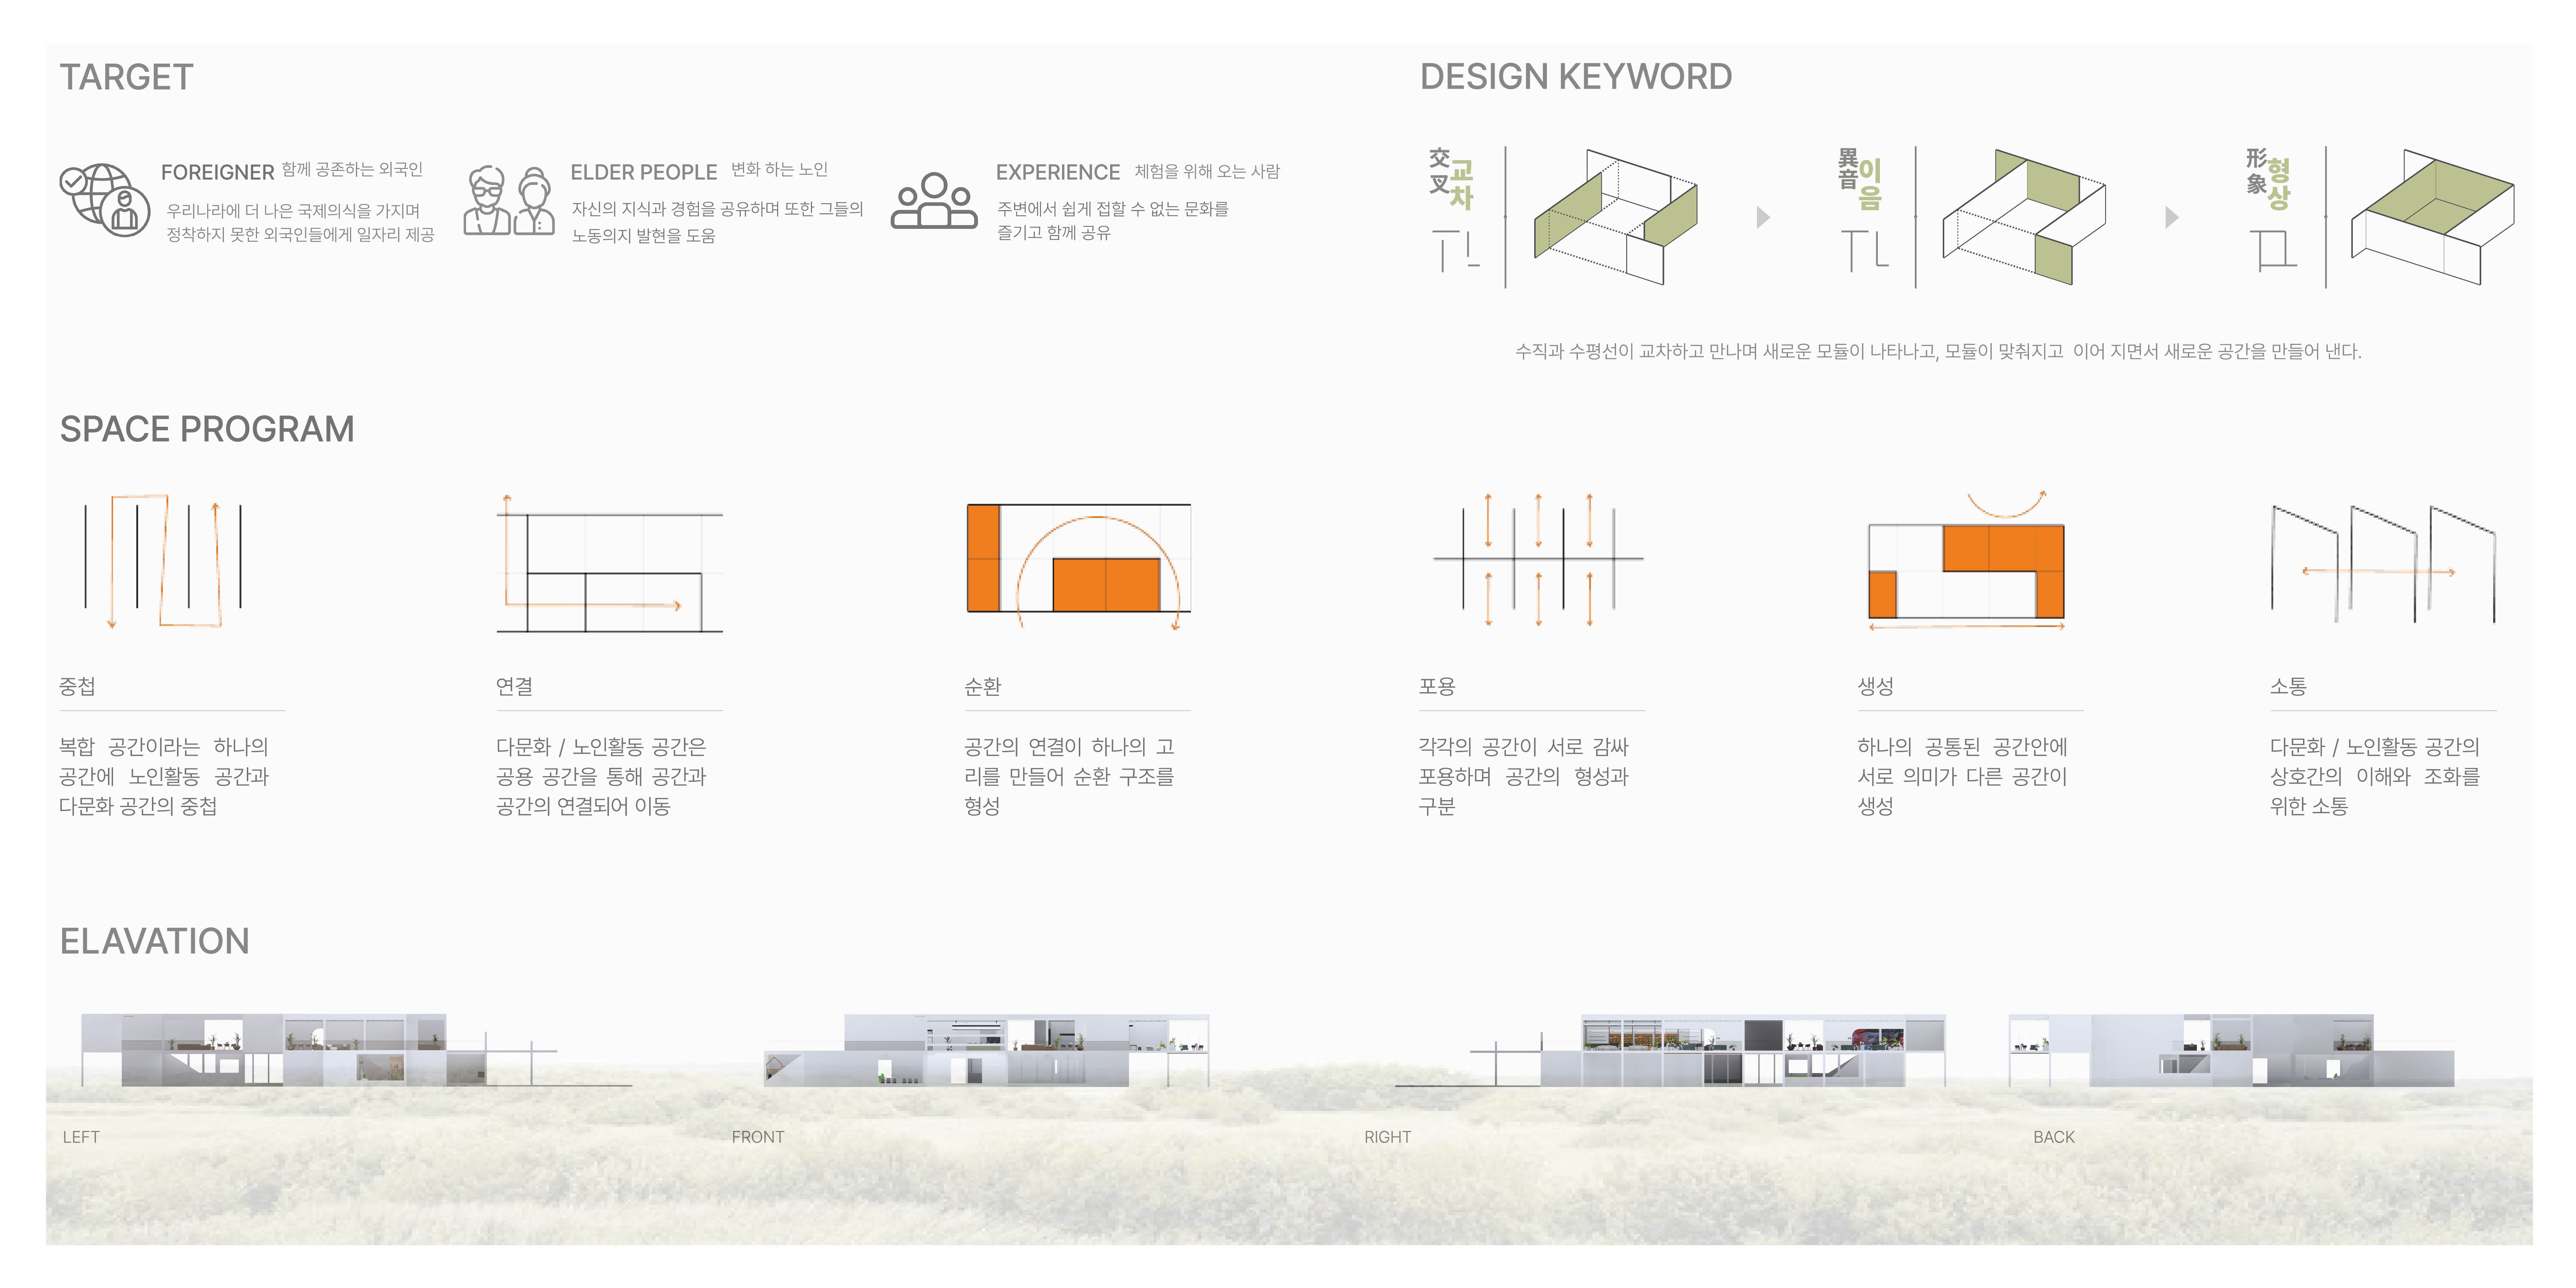 TARGET
FOREIGNER 함께 공존하는 외국인
우리나라에 더 나은 국제의식을 가지며
정착하지 못한 외국인들에게 일자리 제공
ELDER PEOPLE 변화 하는 노인
자신의 지식과 경험을 공유하며 또한 그들의
노동의지 발현을 도움
EXPERIENCE 체험을 위해 오는 사람
주변에서 쉽게 접할 수 없는 문화를
즐기고 함께 공유
DESIGN KEYWORD
交叉
교차
異音
이음
形象
형상
수직과 수평선이 교차하고 만나며 새로운 모듈이 나타나고, 모듈이 맞춰지고 이어 지면서 새로운 공간을 만들어 낸다.
SPACE PROGRAM
중첩
복합 공간이라는 하나의
공간에 노인활동 공간과
다문화 공간의 중첩
연결
다문화 / 노인활동 공간은
공용 공간을 통해 공간과
공간의 연결되어 이동
순환
공간의 연결이 하나의 고
리를 만들어 순환 구조를
형성
포용
각각의 공간이 서로 감싸
포용하며 공간의 형성과
구분
생성
하나의 공통된 공간안에
서로 의미가 다른 공간이
생성
소통
다문화 / 노인활동 공간의
상호간의 이해와 조화를
위한 소통
ELAVATION
LEFT
FRONT
RIGHT
BACK